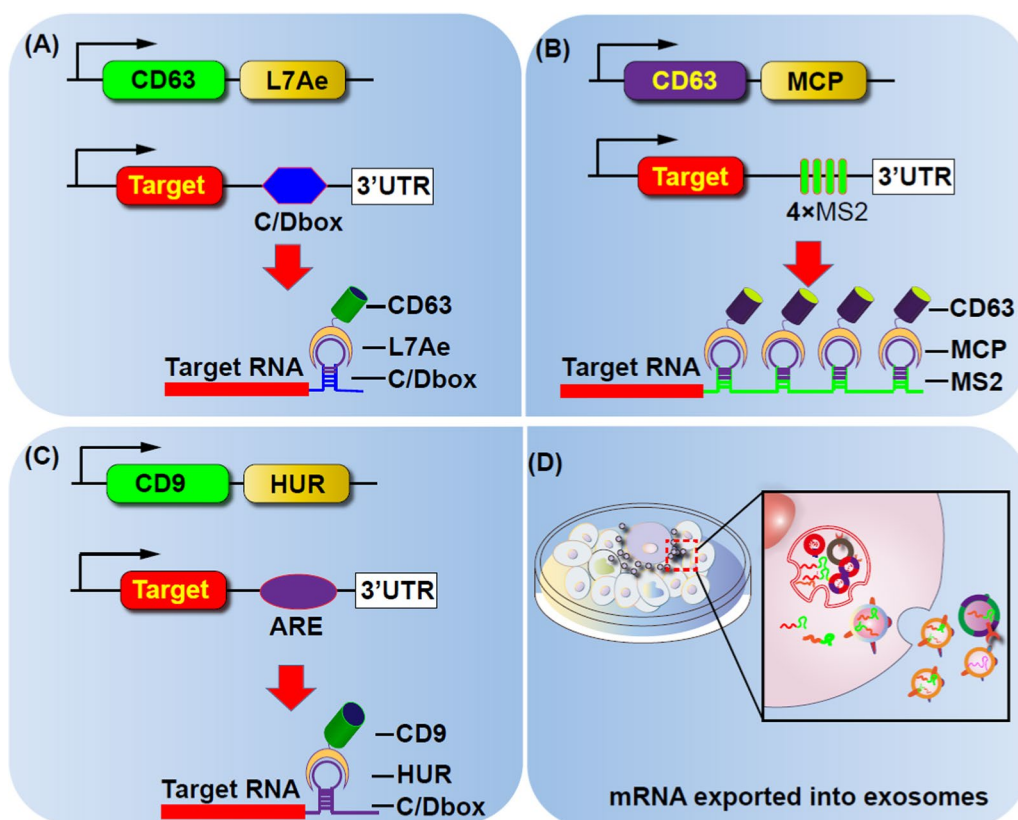 (A)
CD63 L7Ae
Target 3’UTR
C/Dbox
CD63
L7Ae
Target RNA
C/Dbox
(B)
CD63 MCP
Target 3’UTR
4×MS2
CD63
MCP
Target RNA
MS2
(C)
CD9 HUR
Target 3’UTR
ARE
CD9
HUR
Target RNA
C/Dbox
(D)
mRNA exported into exosomes